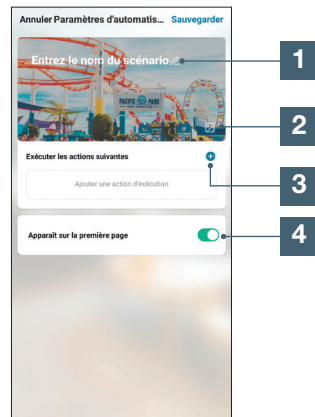 Annuler Paramètres d'automatis... Sauvegarder
Entrez le nom du scénario
1
PACIFIC PARK
2
Exécuter les actions suivantes
3
Ajouter une action d'exécution
Apparaît sur la première page
4